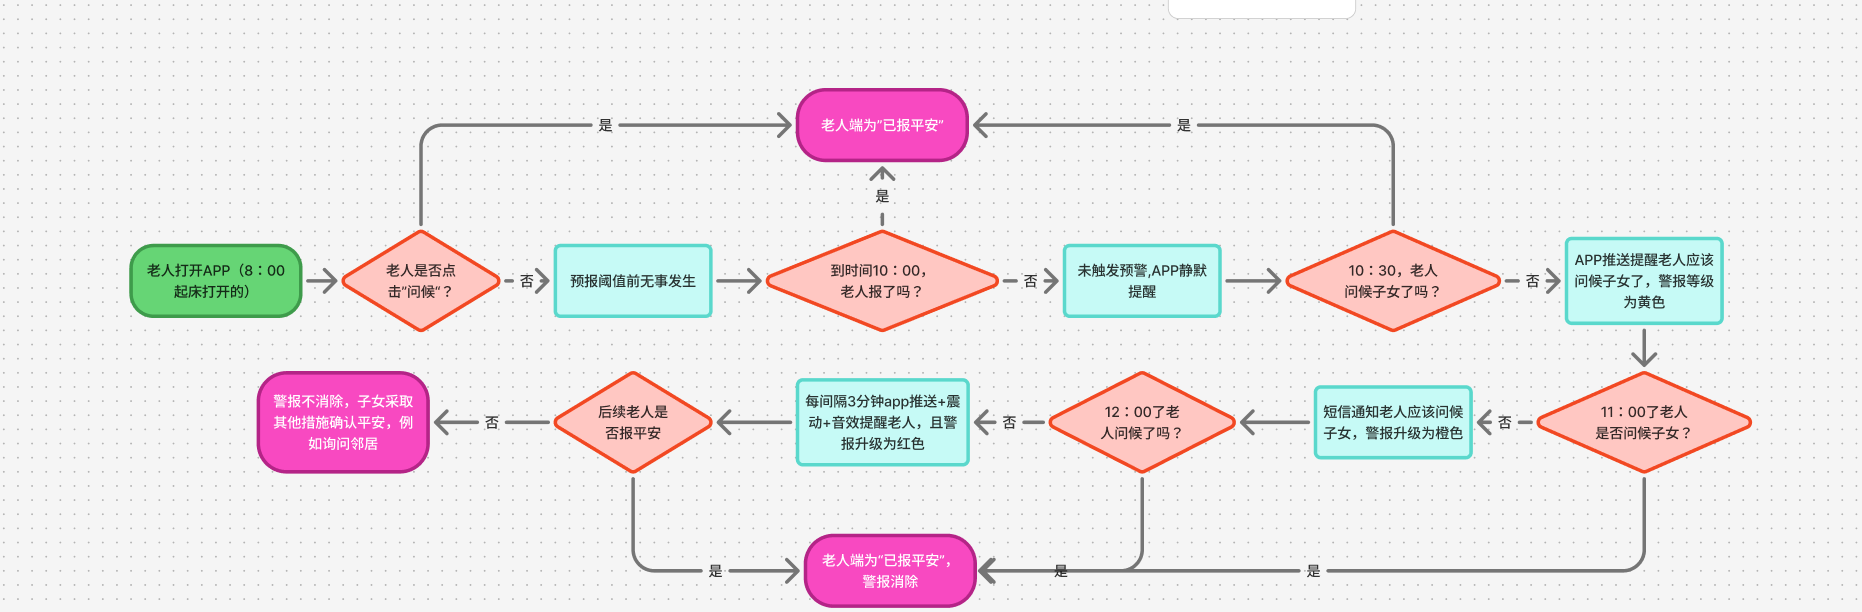 是
老人端为“已报平安”
是
是
老人打开APP（8：00
起床打开的）
老人是否点
击“问候“？
否
预报阈值前无事发生
到时间10：00，
老人报了吗？
否
未触发预警,APP静默
提醒
10：30，老人
问候子女了吗？
否
APP推送提醒老人应该
问候子女了，警报等级
为黄色
警报不消除，子女采取
其他措施确认平安，例
如询问邻居
否
后续老人是
否报平安
每间隔3分钟app推送+震
动+音效提醒老人，且警
报升级为红色
否
12：00了老
人问候了吗？
短信通知老人应该问候
子女，警报升级为橙色
否
11：00了老人
是否问候子女？
是
老人端为“已报平安”，
警报消除
是
是